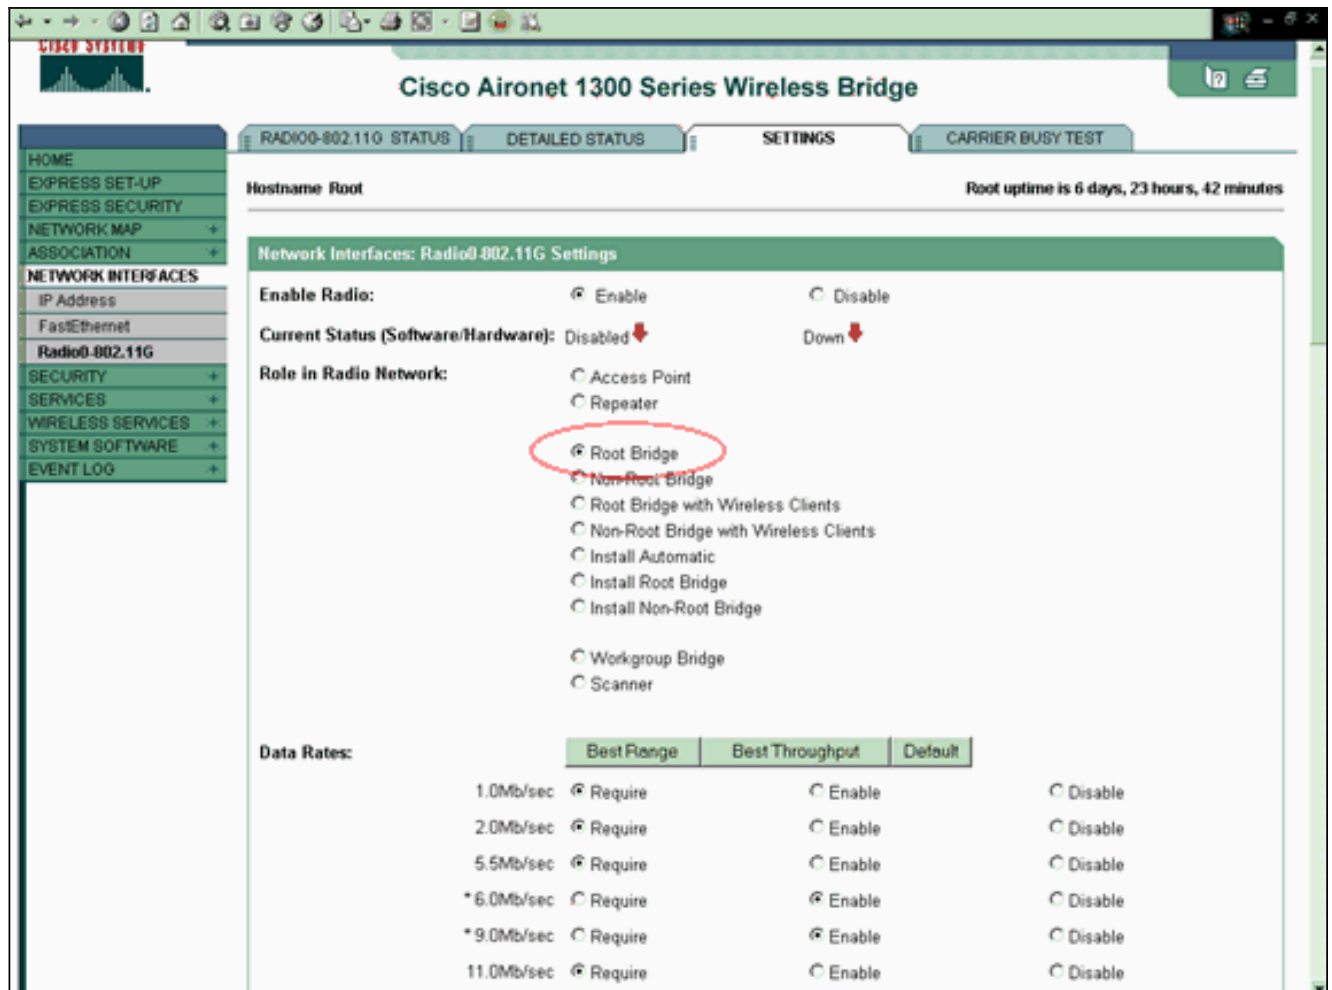 CISCO SYSTEMS
Cisco Aironet 1300 Series Wireless Bridge
RADIO0-802.11G STATUS
DETAILED STATUS
SETTINGS
CARRIER BUSY TEST
HOME
EXPRESS SET-UP
EXPRESS SECURITY
NETWORK MAP +
ASSOCIATION +
NETWORK INTERFACES
IP Address
FastEthernet
Radio0-802.11G
SECURITY +
SERVICES +
WIRELESS SERVICES +
SYSTEM SOFTWARE +
EVENT LOG +
Hostname Root
Root uptime is 6 days, 23 hours, 42 minutes
Network Interfaces: Radio0-802.11G Settings
Enable Radio: Enable Disable
Current Status (Software/Hardware): Disabled Down
Role in Radio Network: Access Point
Repeater
Root Bridge
Non-Root Bridge
Root Bridge with Wireless Clients
Non-Root Bridge with Wireless Clients
Install Automatic
Install Root Bridge
Install Non-Root Bridge
Workgroup Bridge
Scanner
Data Rates: Best Range Best Throughput Default
1.0Mb/sec Require Enable Disable
2.0Mb/sec Require Enable Disable
5.5Mb/sec Require Enable Disable
*6.0Mb/sec Require Enable Disable
*9.0Mb/sec Require Enable Disable
11.0Mb/sec Require Enable Disable